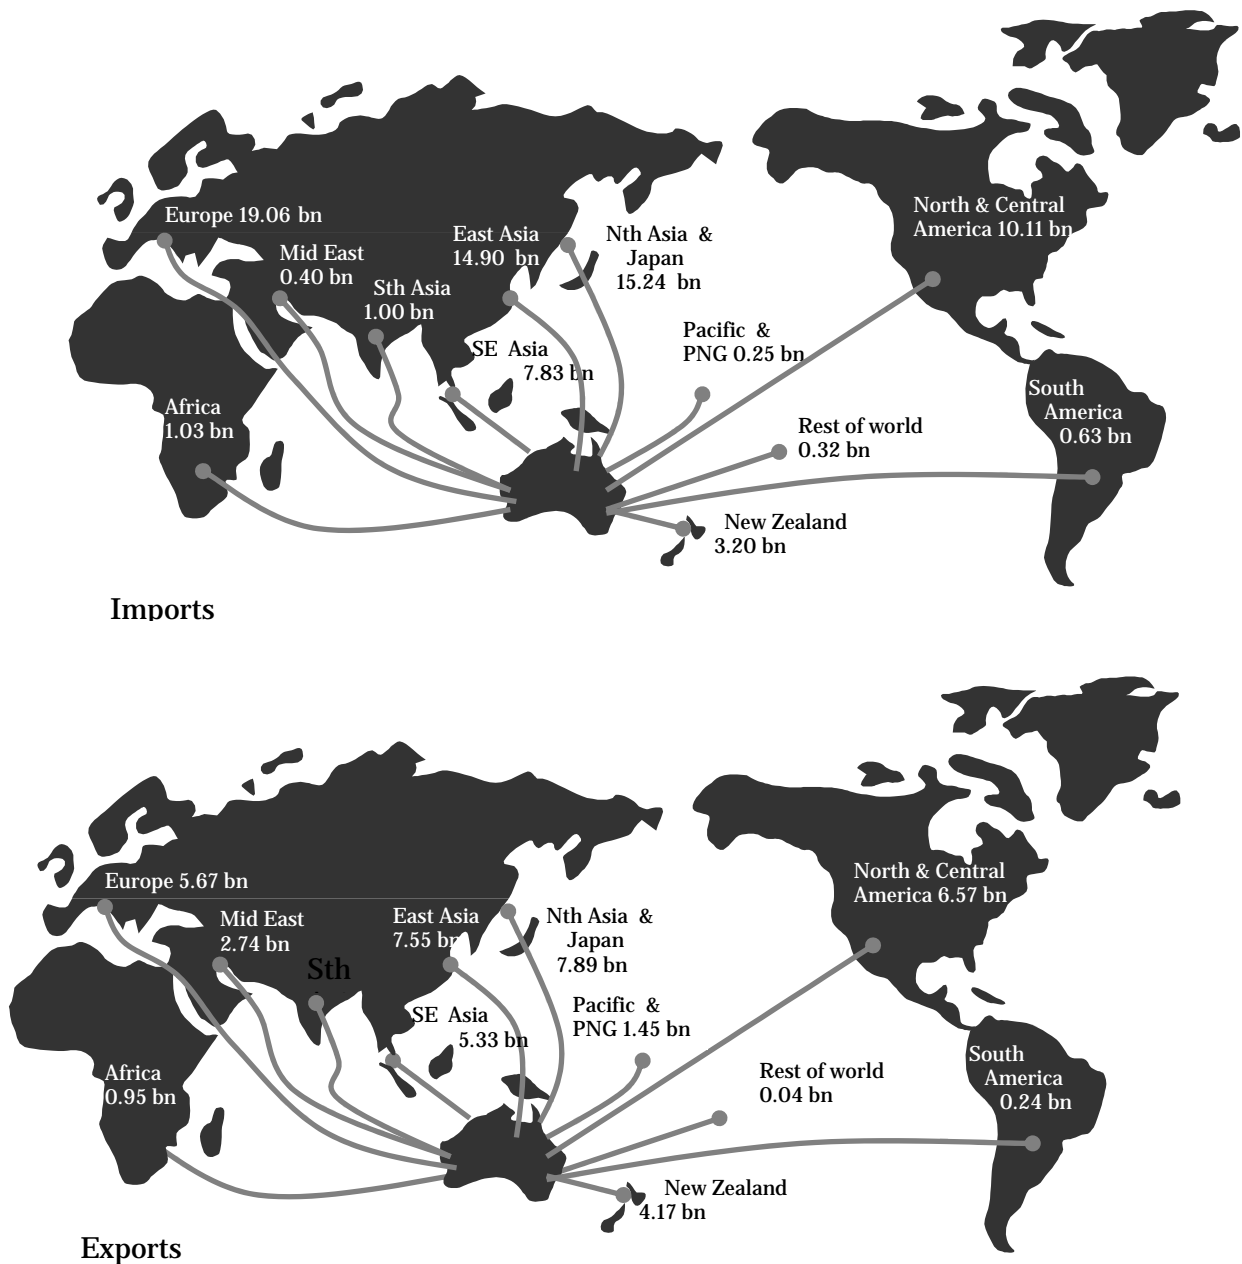 Europe 19.06 bn
Mid East
0.40 bn
Sth Asia
1.00 bn
East Asia
14.90 bn
Nth Asia &
Japan
15.24 bn
North & Central
America 10.11 bn
SE Asia
7.83 bn
Pacific &
PNG 0.25 bn
Africa
1.03 bn
South
America
0.63 bn
Rest of world
0.32 bn
New Zealand
3.20 bn
Imports
Europe 5.67 bn
Mid East
2.74 bn
Sth
East Asia
7.55 bn
Nth Asia &
Japan
7.89 bn
North & Central
America 6.57 bn
SE Asia
5.33 bn
Pacific &
PNG 1.45 bn
Africa
0.95 bn
South
America
0.24 bn
Rest of world
0.04 bn
New Zealand
4.17 bn
Exports